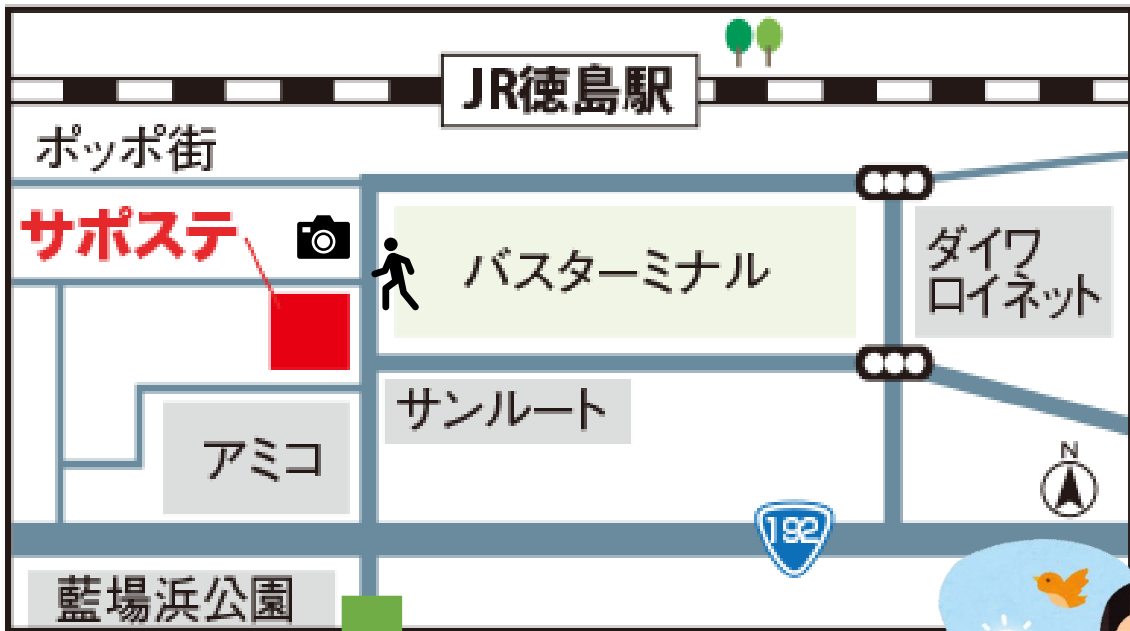 JR徳島駅
ポッポ街
サポステ
バスターミナル
ダイワ
ロイネット
サンルート
アミコ
N
192
藍場浜公園